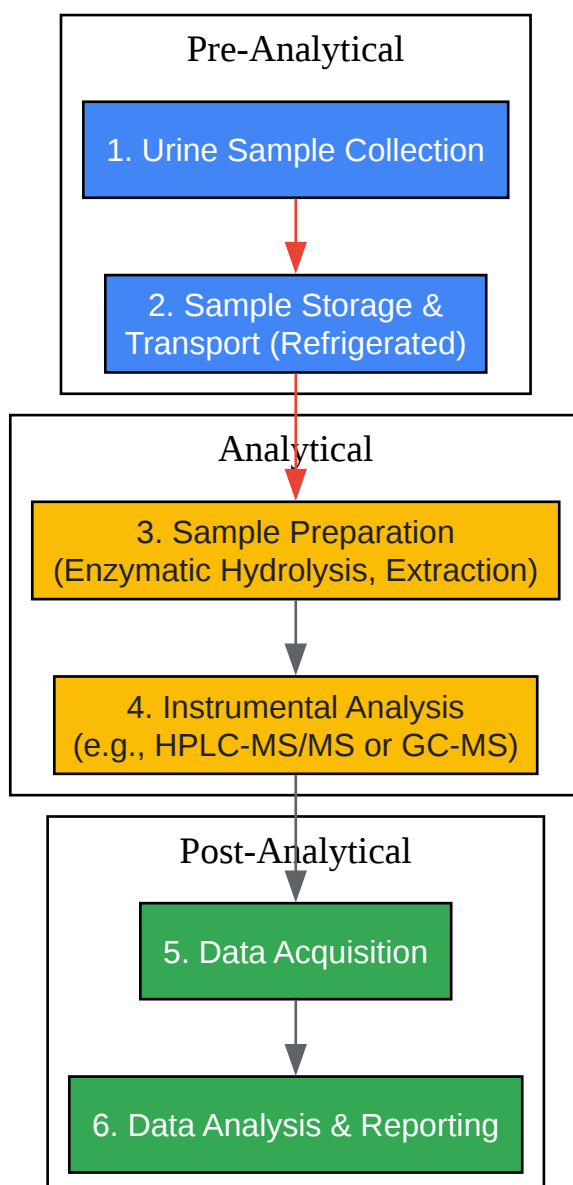 Pre-Analytical
1. Urine Sample Collection
2. Sample Storage &
Transport (Refrigerated)
Analytical
3. Sample Preparation
(Enzymatic Hydrolysis, Extraction)
4. Instrumental Analysis
(e.g., HPLC-MS/MS or GC-MS)
Post-Analytical
5. Data Acquisition
6. Data Analysis & Reporting